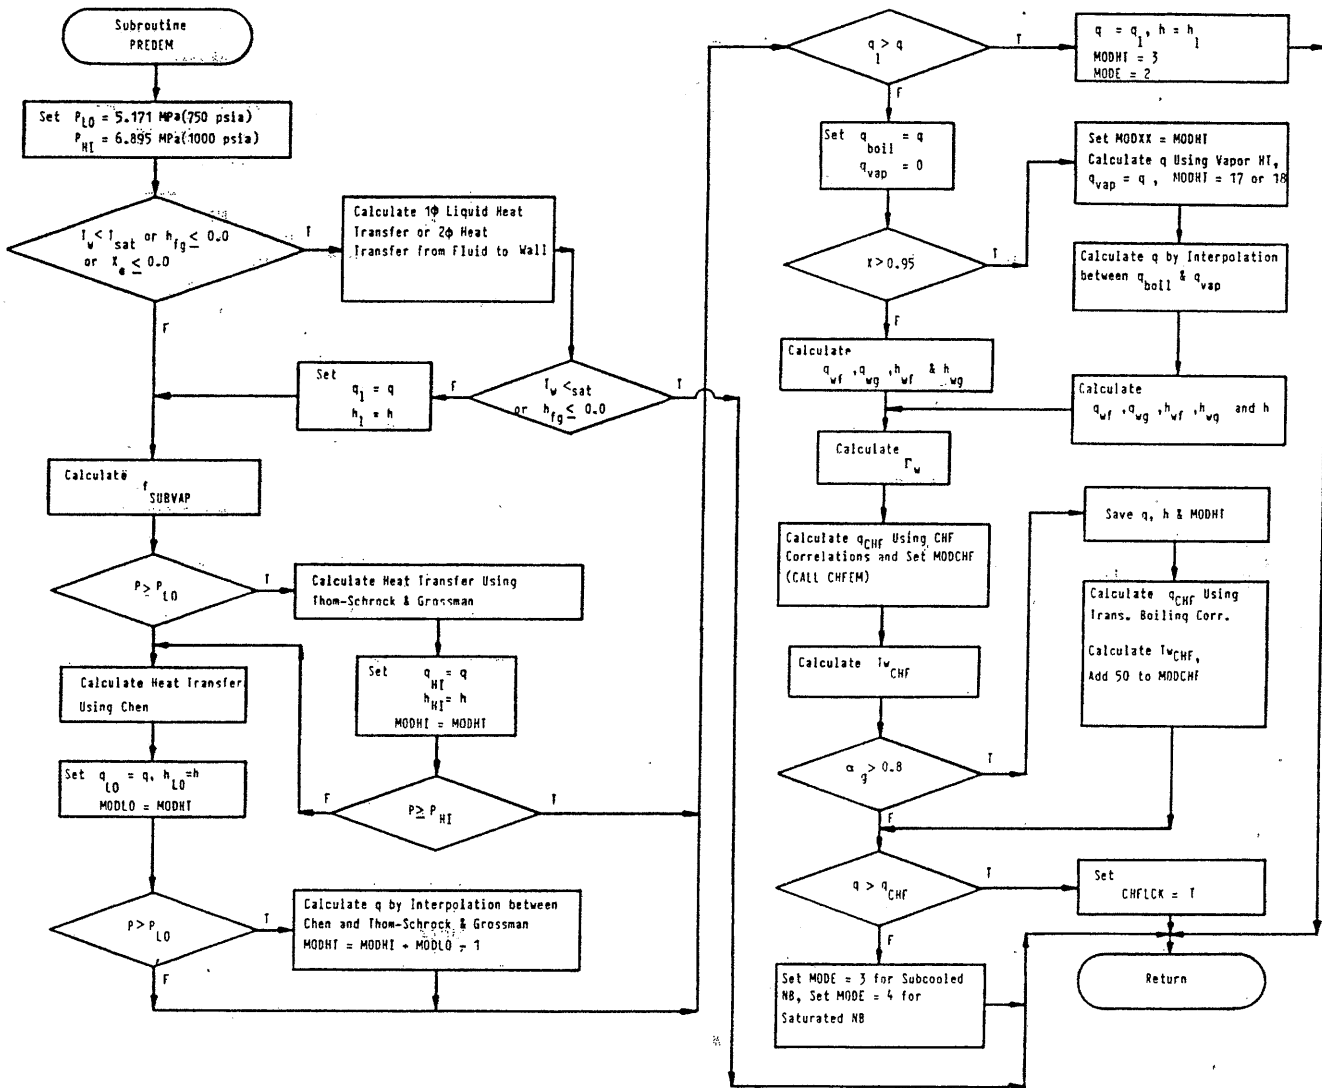 Subroutine
PREDEM
Set P_LO = 5.171 MPa(750 psia)
P_HI = 6.895 MPa(1000 psia)
T_w < T_sat or h_fg ≤ 0.0
or X_e ≤ 0.0
F
F
Calculate 1φ Liquid Heat
Transfer or 2φ Heat
Transfer from Fluid to Wall
T_w <_sat
or h_fg ≤ 0.0
F
T
Set
q_1 = q
h_1 = h
Calculate
f_SUBVAP
P ≥ P_LO
T
Calculate Heat Transfer Using
Thom-Schrock & Grossman
Set
q_HI = q
h_HI = h
MODHI = MODHT
P ≥ P_HI
F
T
Calculate Heat Transfer
Using Chen
Set q_LO = q, h_LO = h
MODLO = MODHT
P > P_LO
T
F
Calculate q by Interpolation between
Chen and Thom-Schrock & Grossman
MODHT = MODHI + MODLO - 1
q_1 > q
T
F
q = q_1, h = h_1
MODHT = 3
MODE = 2
Set q_boil = q
q_vap = 0
X > 0.95
T
F
Set MODXX = MODHT
Calculate q Using Vapor HT,
q_vap = q , MODHT = 17 or 18
Calculate q by Interpolation
between q_boil & q_vap
Calculate
q_wf ,q_wg ,h_wf ,h_wg and h
Calculate
q_wf ,q_wg ,h_wf & h_wg
Calculate
Γ_w
Calculate q_CHF Using CHF
Correlations and Set MODCHF
(CALL CHFEM)
Calculate Tw_CHF
α_g > 0.8
T
F
Save q, h & MODHT
Calculate q_CHF Using
Trans. Boiling Corr.
Calculate Tw_CHF,
Add 50 to MODCHF
q > q_CHF
T
F
Set
CHFLCK = T
Set MODE = 3 for Subcooled
NB, Set MODE = 4 for
Saturated NB
Return